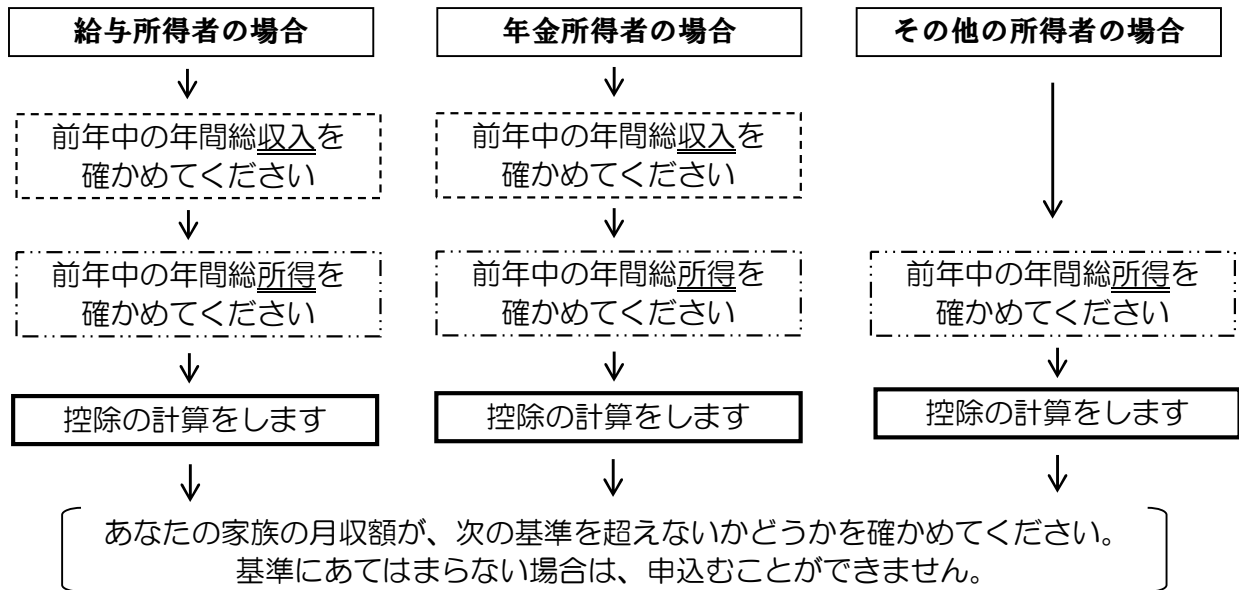 給与所得者の場合
年金所得者の場合
その他の所得者の場合
前年中の年間総収入を
確かめてください
前年中の年間総収入を
確かめてください
前年中の年間総所得を
確かめてください
前年中の年間総所得を
確かめてください
前年中の年間総所得を
確かめてください
控除の計算をします
控除の計算をします
控除の計算をします
あなたの家族の月収額が、次の基準を超えないかどうかを確かめてください。
基準にあてはまらない場合は、申込むことができません。